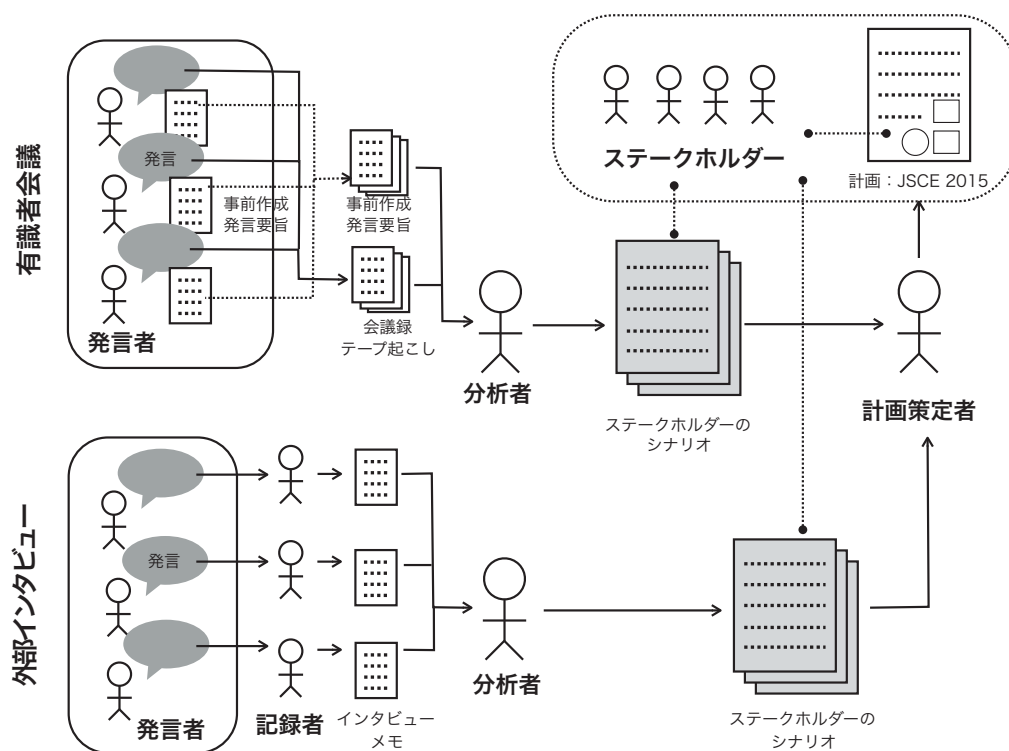 有識者会議
発言
事前作成
発言要旨
発言者
事前作成
発言要旨
会議録
テープ起こし
分析者
ステークホルダー
計画：JSCE 2015
ステークホルダーの
シナリオ
計画策定者
外部インタビュー
発言
発言者
記録者
インタビュー
メモ
分析者
ステークホルダーの
シナリオ